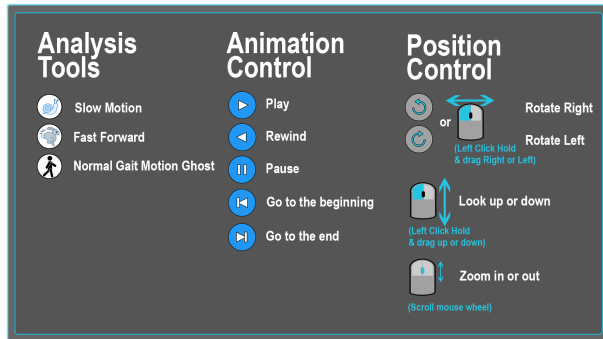 Analysis
Tools
Slow Motion
Fast Forward
Normal Gait Motion Ghost
Animation
Control
Play
Rewind
Pause
Go to the beginning
Go to the end
Position
Control
or
Rotate Right
Rotate Left
(Left Click Hold
& drag Right or Left)
Look up or down
(Left Click Hold
& drag up or down)
Zoom in or out
(Scroll mouse wheel)